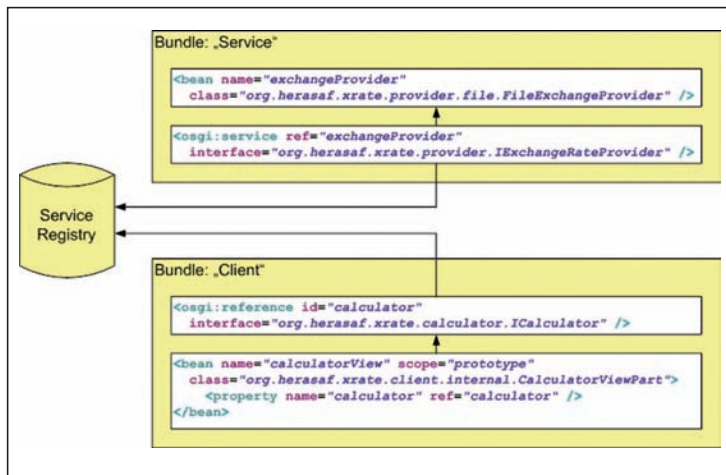 Bundle: „Service“
<bean name="exchangeProvider"
class="org.herasaf.xrate.provider.file.FileExchangeProvider" />
<osgi:service ref="exchangeProvider"
interface="org.herasaf.xrate.provider.IExchangeRateProvider" />
Service
Registry
Bundle: „Client“
<osgi:reference id="calculator"
interface="org.herasaf.xrate.calculator.ICalculator" />
<bean name="calculatorView" scope="prototype"
class="org.herasaf.xrate.client.internal.CalculatorViewPart">
<property name="calculator" ref="calculator" />
</bean>